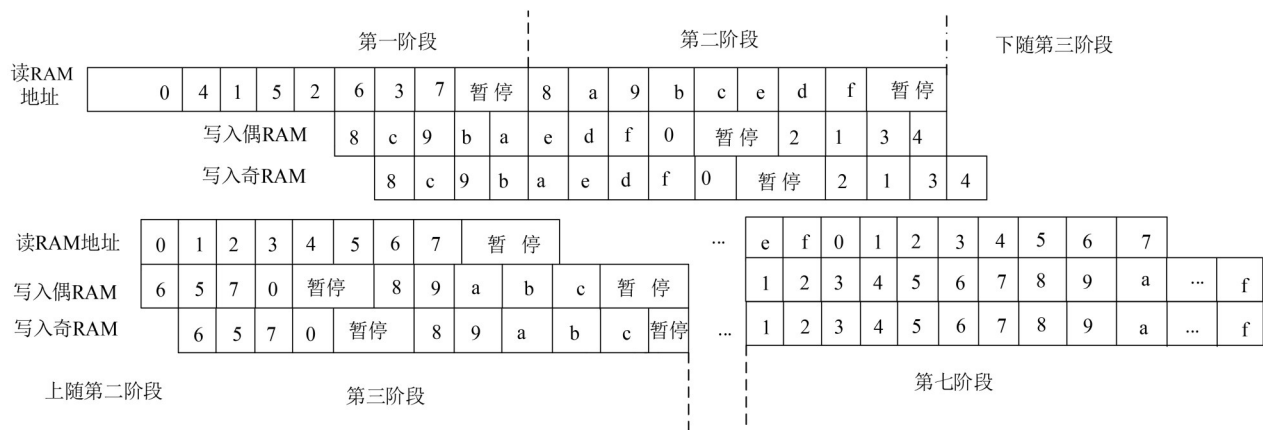 第一阶段 第二阶段 下随第三阶段
读RAM地址 0 4 1 5 2 6 3 7 暂停 8 a 9 b c e d f 暂停
写入偶RAM 8 c 9 b a e d f 0 暂停 2 1 3 4
写入奇RAM 8 c 9 b a e d f 0 暂停 2 1 3 4
读RAM地址 0 1 2 3 4 5 6 7 暂停 ... e f 0 1 2 3 4 5 6 7
写入偶RAM 6 5 7 0 暂停 8 9 a b c 暂停 1 2 3 4 5 6 7 8 9 a ... f
写入奇RAM 6 5 7 0 暂停 8 9 a b c 暂停 ... 1 2 3 4 5 6 7 8 9 a ... f
上随第二阶段 第三阶段 第七阶段